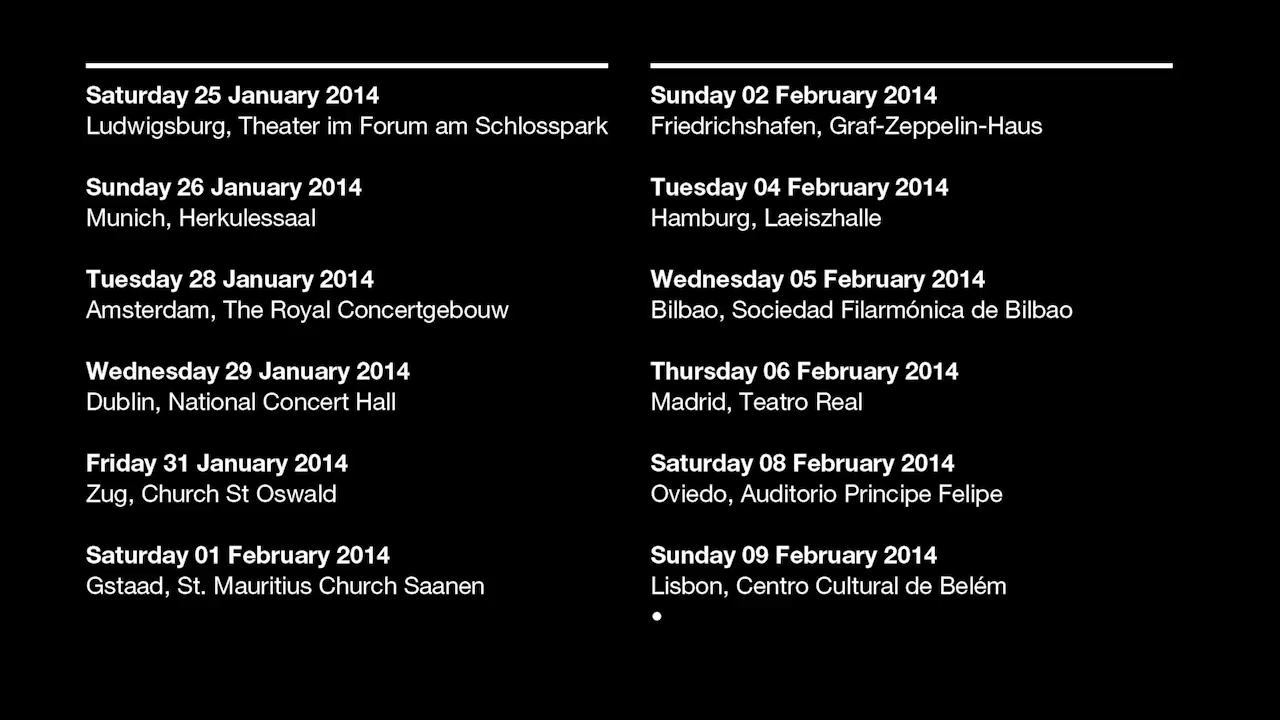 Saturday 25 January 2014
Ludwigsburg, Theater im Forum am Schlosspark
Sunday 26 January 2014
Munich, Herkulessaal
Tuesday 28 January 2014
Amsterdam, The Royal Concertgebouw
Wednesday 29 January 2014
Dublin, National Concert Hall
Friday 31 January 2014
Zug, Church St Oswald
Saturday 01 February 2014
Gstaad, St. Mauritius Church Saanen
Sunday 02 February 2014
Friedrichshafen, Graf-Zeppelin-Haus
Tuesday 04 February 2014
Hamburg, Laeiszhalle
Wednesday 05 February 2014
Bilbao, Sociedad Filarmónica de Bilbao
Thursday 06 February 2014
Madrid, Teatro Real
Saturday 08 February 2014
Oviedo, Auditorio Principe Felipe
Sunday 09 February 2014
Lisbon, Centro Cultural de Belém
•